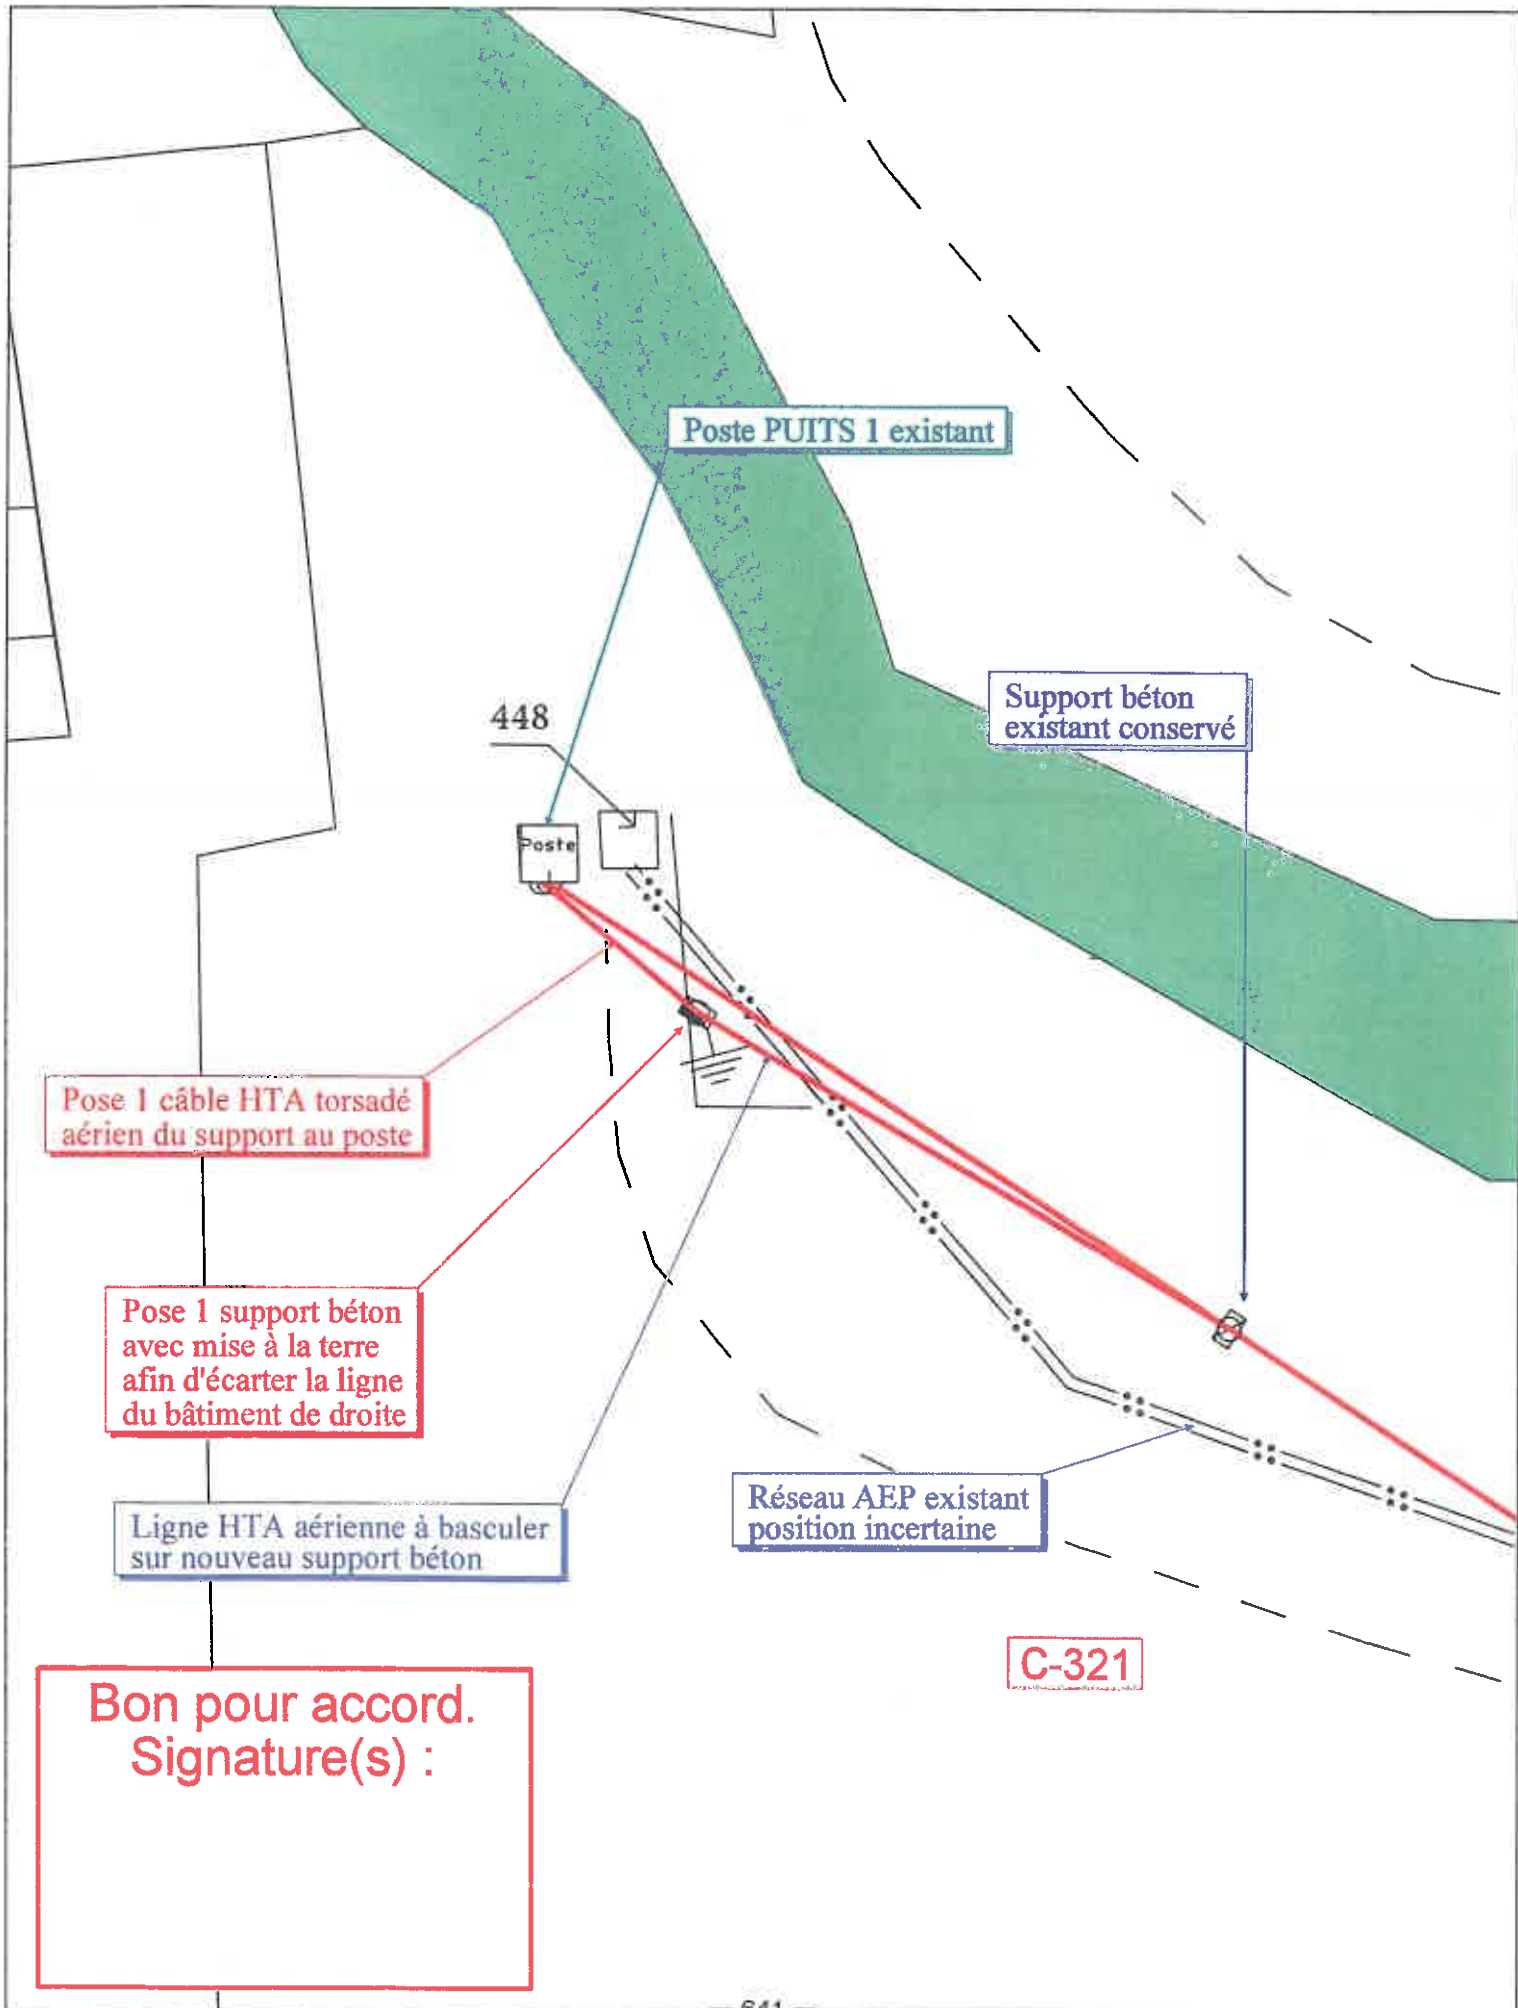 Poste PUITS 1 existant
Support béton
existant conservé
448
Poste
Pose 1 câble HTA torsadé
aérien du support au poste
Pose 1 support béton
avec mise à la terre
afin d'écarter la ligne
du bâtiment de droite
Ligne HTA aérienne à basculer
sur nouveau support béton
Réseau AEP existant
position incertaine
C-321
Bon pour accord.
Signature(s) :